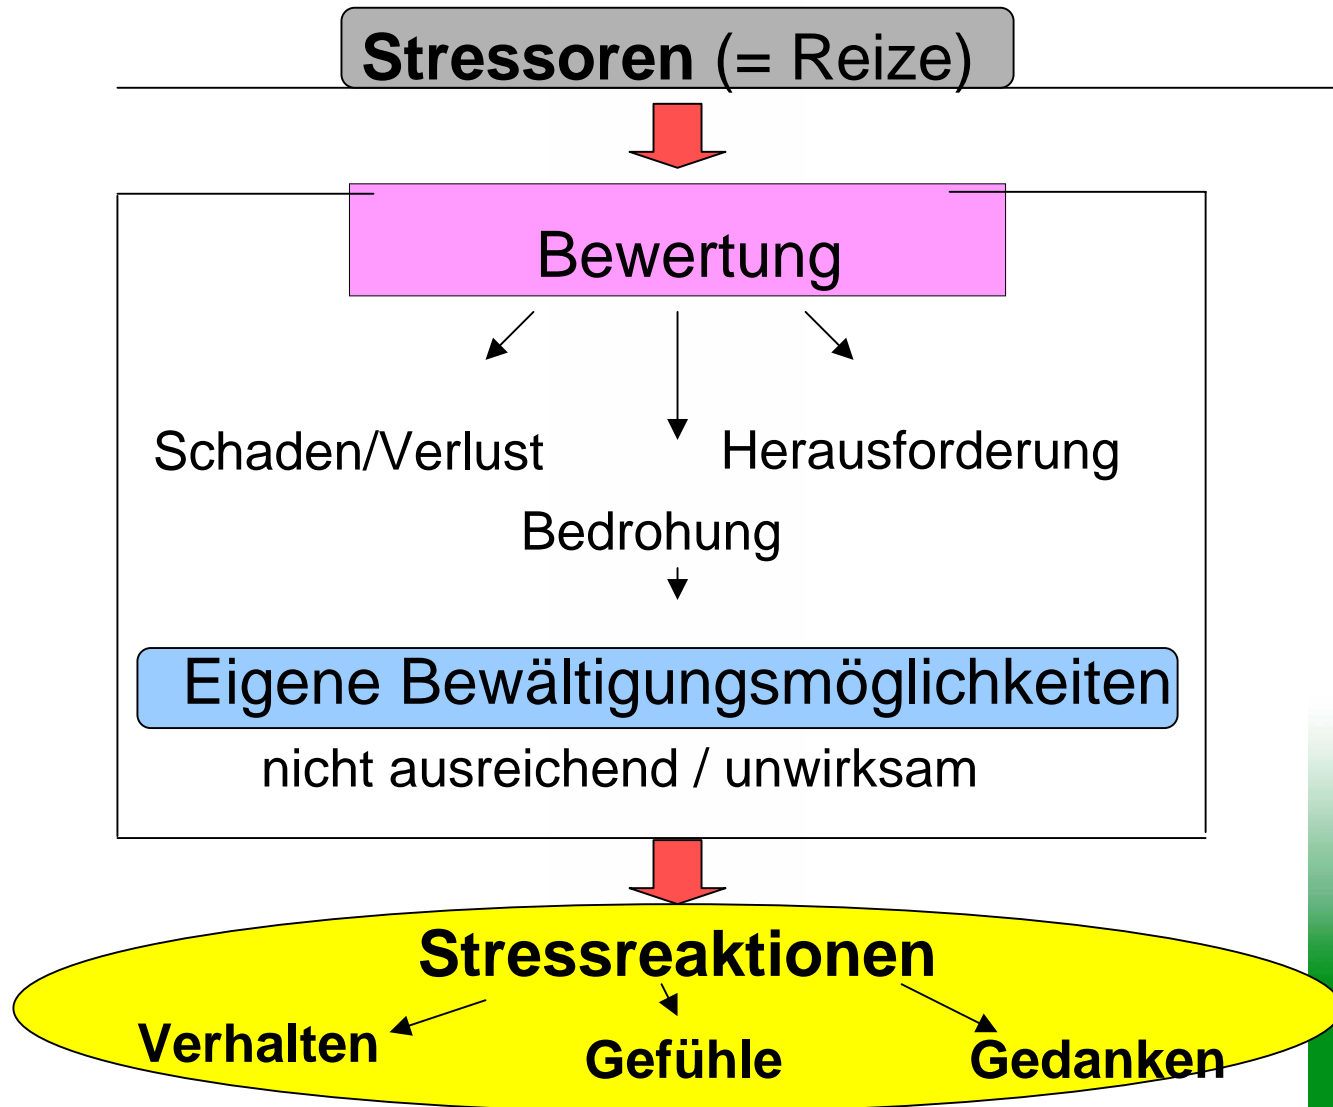 Stressoren (= Reize)
Bewertung
Schaden/Verlust
Herausforderung
Bedrohung
Eigene Bewältigungsmöglichkeiten
nicht ausreichend / unwirksam
Stressreaktionen
Verhalten
Gefühle
Gedanken